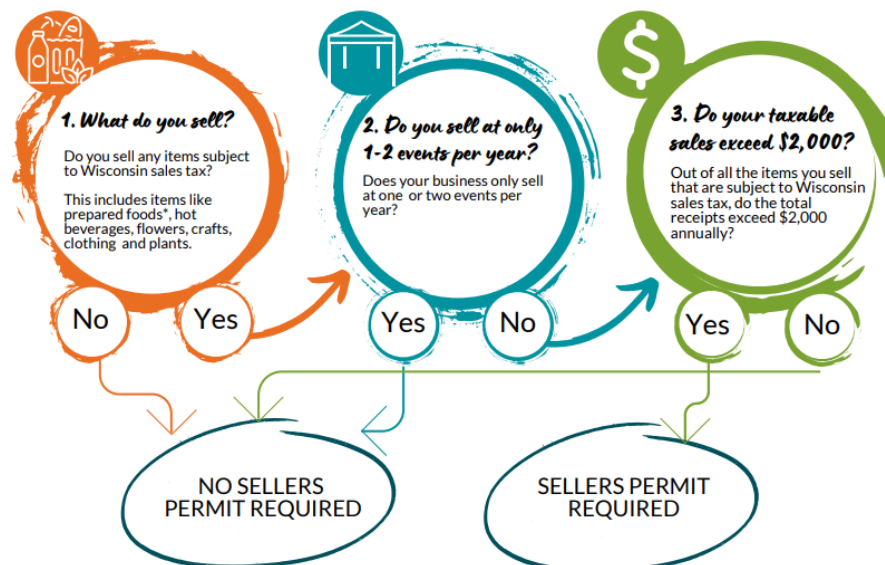 1. What do you sell?
Do you sell any items subject
to Wisconsin sales tax?
This includes items like
prepared foods*, hot
beverages, flowers, crafts,
clothing and plants.
No
Yes
2. Do you sell at only
1-2 events per year?
Does your business only sell
at one or two events per
year?
Yes
No
$
3. Do your taxable
sales exceed $2,000?
Out of all the items you sell
that are subject to Wisconsin
sales tax, do the total
receipts exceed $2,000
annually?
Yes
No
NO SELLERS
PERMIT REQUIRED
SELLERS PERMIT
REQUIRED